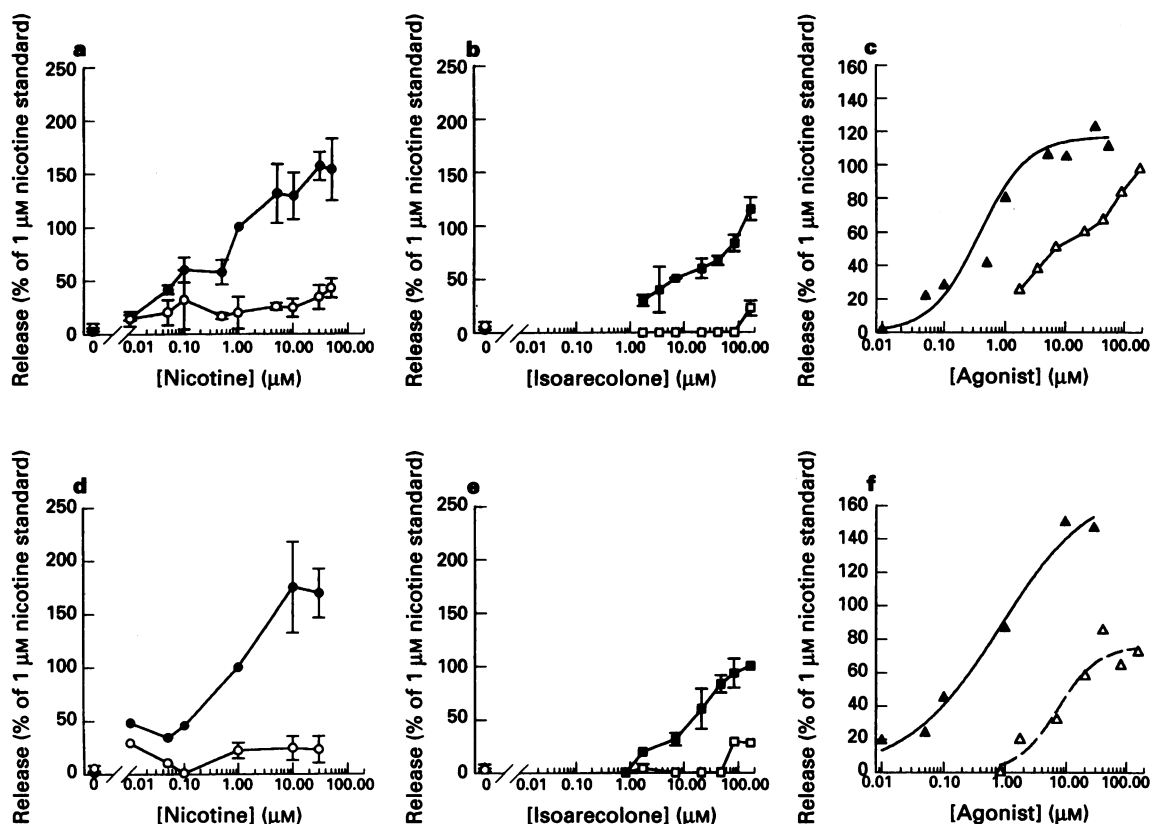 a
Release (% of 1 μM nicotine standard)
250
200
150
100
50
0
0 0.01 0.10 1.00 10.00 100.00
[Nicotine] (μM)
b
Release (% of 1 μM nicotine standard)
250
200
150
100
50
0
0 0.01 0.10 1.00 10.00 100.00
[Isoarecolone] (μM)
c
Release (% of 1 μM nicotine standard)
160
140
120
100
80
60
40
20
0
0.01 0.10 1.00 10.00 100.00
[Agonist] (μM)
d
Release (% of 1 μM nicotine standard)
250
200
150
100
50
0
0 0.01 0.10 1.00 10.00 100.00
[Nicotine] (μM)
e
Release (% of 1 μM nicotine standard)
250
200
150
100
50
0
0 0.01 0.10 1.00 10.00 100.00
[Isoarecolone] (μM)
f
Release (% of 1 μM nicotine standard)
160
140
120
100
80
60
40
20
0
0.01 0.10 1.00 10.00 100.00
[Agonist] (μM)